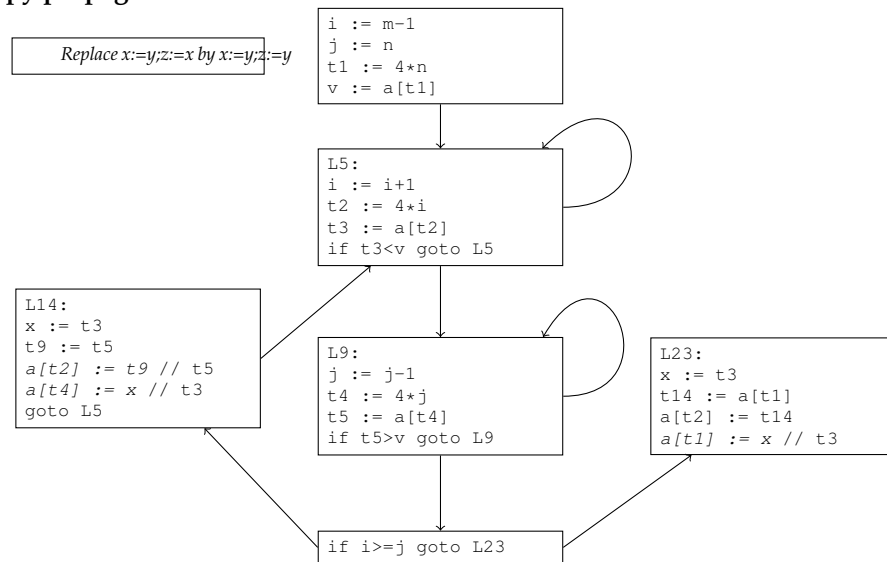 Replace x:=y;z:=x by x:=y;z:=y
i := m-1
j := n
t1 := 4*n
v := a[t1]
L5:
i := i+1
t2 := 4*i
t3 := a[t2]
if t3<v goto L5
L14:
x := t3
t9 := t5
a[t2] := t9 // t5
a[t4] := x // t3
goto L5
L9:
j := j-1
t4 := 4*j
t5 := a[t4]
if t5>v goto L9
L23:
x := t3
t14 := a[t1]
a[t2] := t14
a[t1] := x // t3
if i>=j goto L23